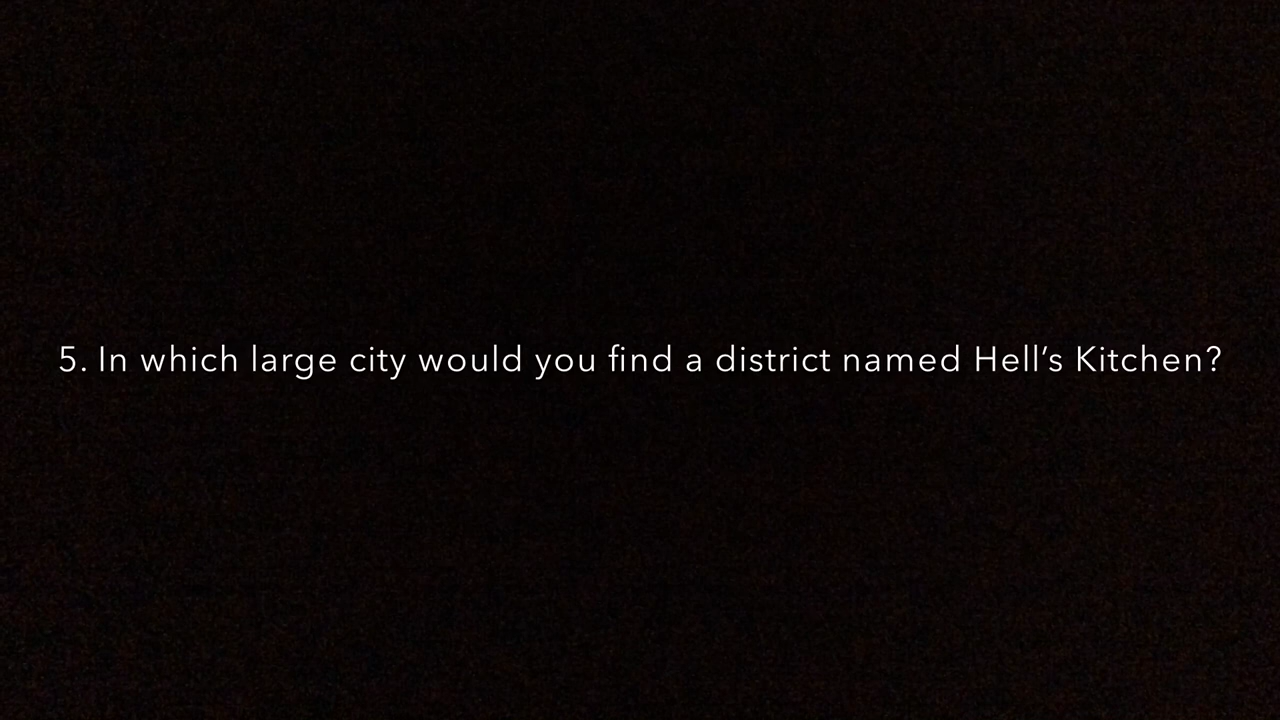 5. In which large city would you find a district named Hell’s Kitchen?